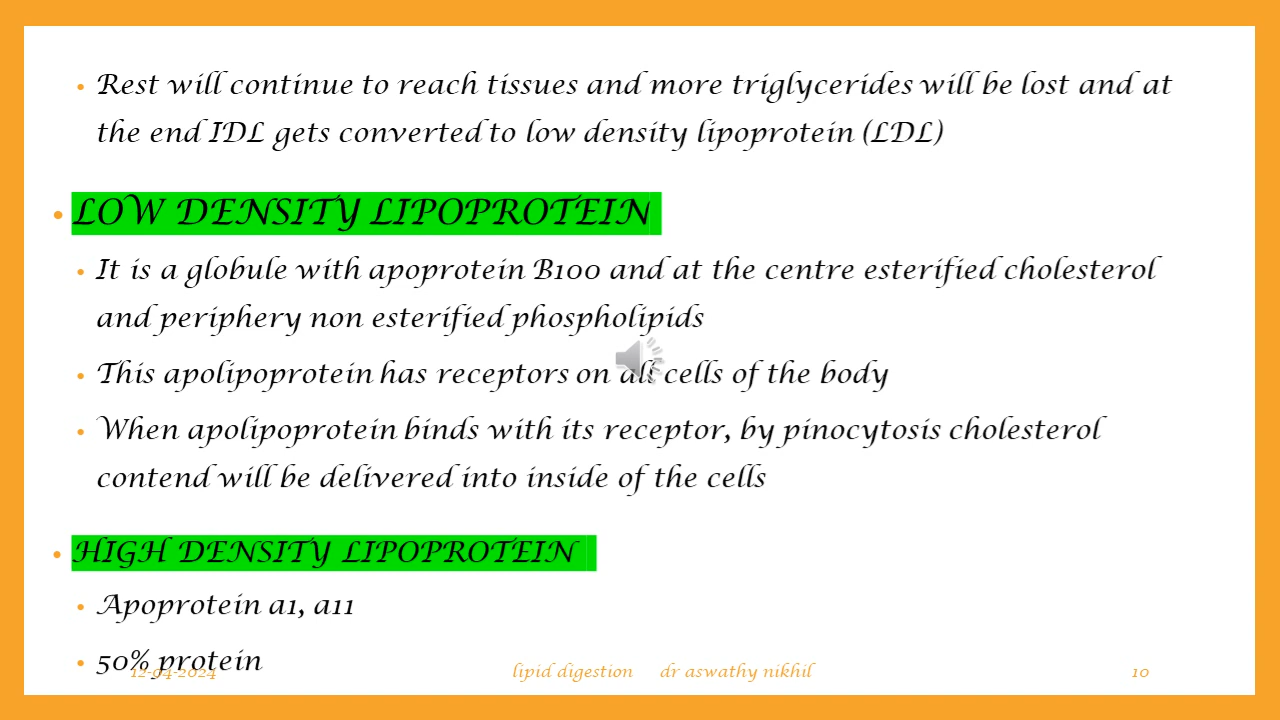 • Rest will continue to reach tissues and more triglycerides will be lost and at
the end IDL gets converted to low density lipoprotein (LDL)
• LOW DENSITY LIPOPROTEIN
• It is a globule with apoprotein B100 and at the centre esterified cholesterol
and periphery non esterified phospholipids
• This apolipoprotein has receptors on all cells of the body
• When apolipoprotein binds with its receptor, by pinocytosis cholesterol
contend will be delivered into inside of the cells
• HIGH DENSITY LIPOPROTEIN
• Apoprotein a1, a11
• 50% protein
12-04-2024 lipid digestion dr aswathy nikhil 10